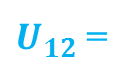 U₁₂ =